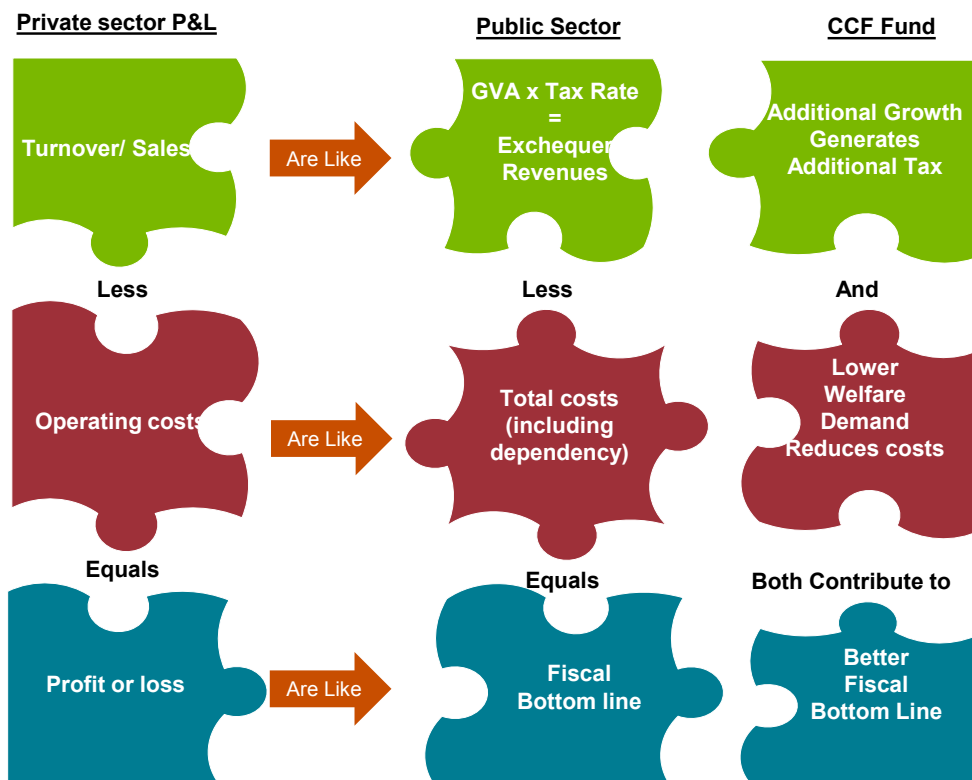 Private sector P&L
Public Sector
CCF Fund
Turnover/ Sales
Are Like
GVA x Tax Rate
=
Exchequer
Revenues
Additional Growth
Generates
Additional Tax
Less
Less
And
Operating costs
Are Like
Total costs
(including
dependency)
Lower
Welfare
Demand
Reduces costs
Equals
Equals
Both Contribute to
Profit or loss
Are Like
Fiscal
Bottom line
Better
Fiscal
Bottom Line